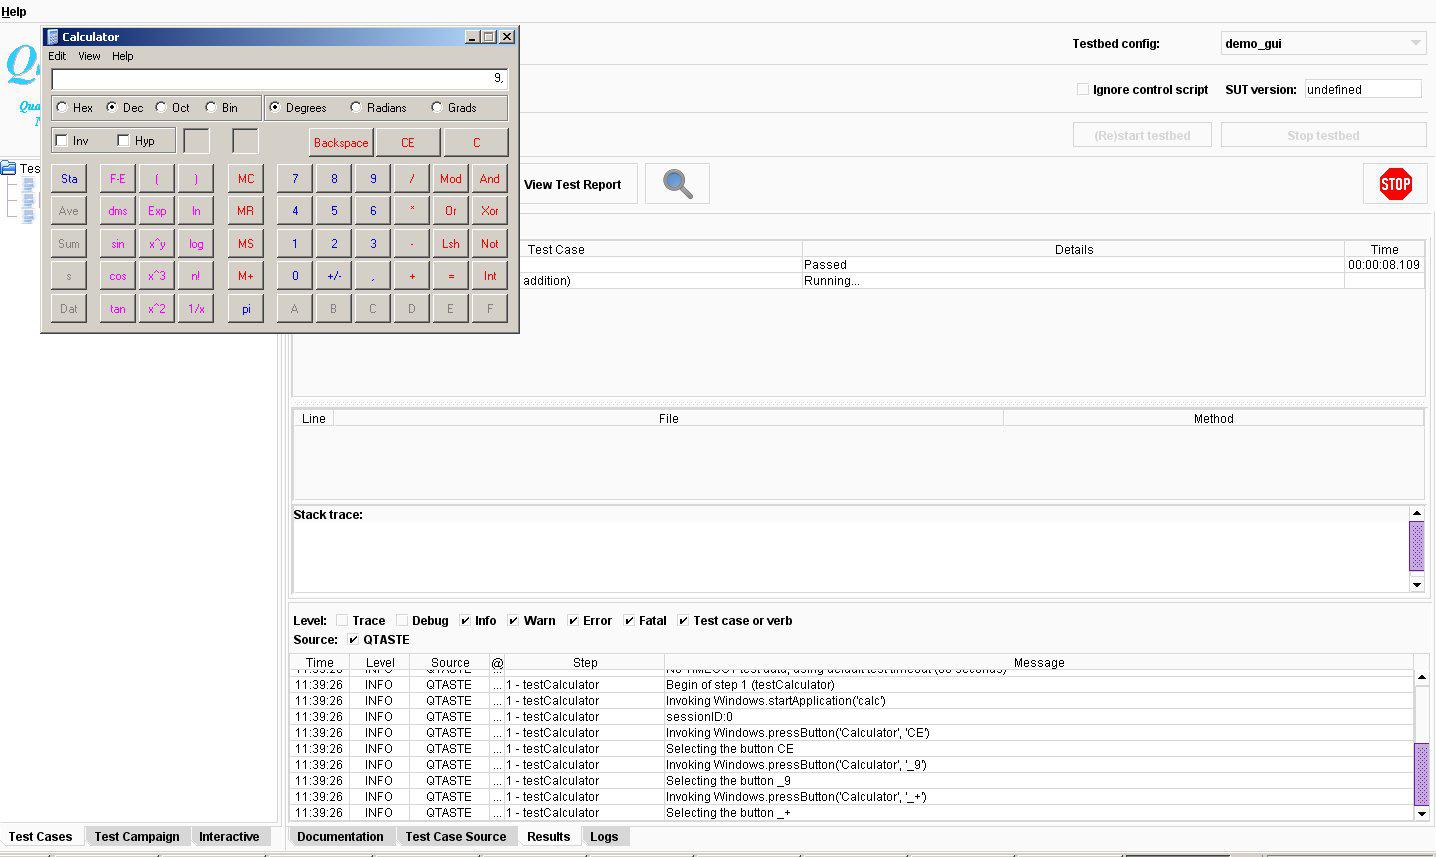 Help
Calculator
Edit View Help
9,
Hex Dec Oct Bin Degrees Radians Grads
Inv Hyp Backspace CE C
Sta F-E ( ) MC 7 8 9 / Mod And
Ave dms Exp ln MR 4 5 6 * Or Xor
Sum sin x^y log MS 1 2 3 - Lsh Not
s cos x^3 n! M+ 0 +/- , + = Int
Dat tan x^2 1/x pi A B C D E F
Testbed config: demo_gui
Ignore control script SUT version: undefined
(Re)start testbed Stop testbed
Tes
View Test Report STOP
Test Case Details Time
Passed 00:00:08.109
addition) Running...
Line File Method
Stack trace:
Level: Trace Debug Info Warn Error Fatal Test case or verb
Source: QTASTE
Time Level Source @ Step Message
11:39:26 INFO QTASTE ... 1 - testCalculator Begin of step 1 (testCalculator)
11:39:26 INFO QTASTE ... 1 - testCalculator Invoking Windows.startApplication('calc')
11:39:26 INFO QTASTE ... 1 - testCalculator sessionID:0
11:39:26 INFO QTASTE ... 1 - testCalculator Invoking Windows.pressButton('Calculator', 'CE')
11:39:26 INFO QTASTE ... 1 - testCalculator Selecting the button CE
11:39:26 INFO QTASTE ... 1 - testCalculator Invoking Windows.pressButton('Calculator', '_9')
11:39:26 INFO QTASTE ... 1 - testCalculator Selecting the button _9
11:39:26 INFO QTASTE ... 1 - testCalculator Invoking Windows.pressButton('Calculator', '_+')
11:39:26 INFO QTASTE ... 1 - testCalculator Selecting the button _+
Test Cases Test Campaign Interactive Documentation Test Case Source Results Logs